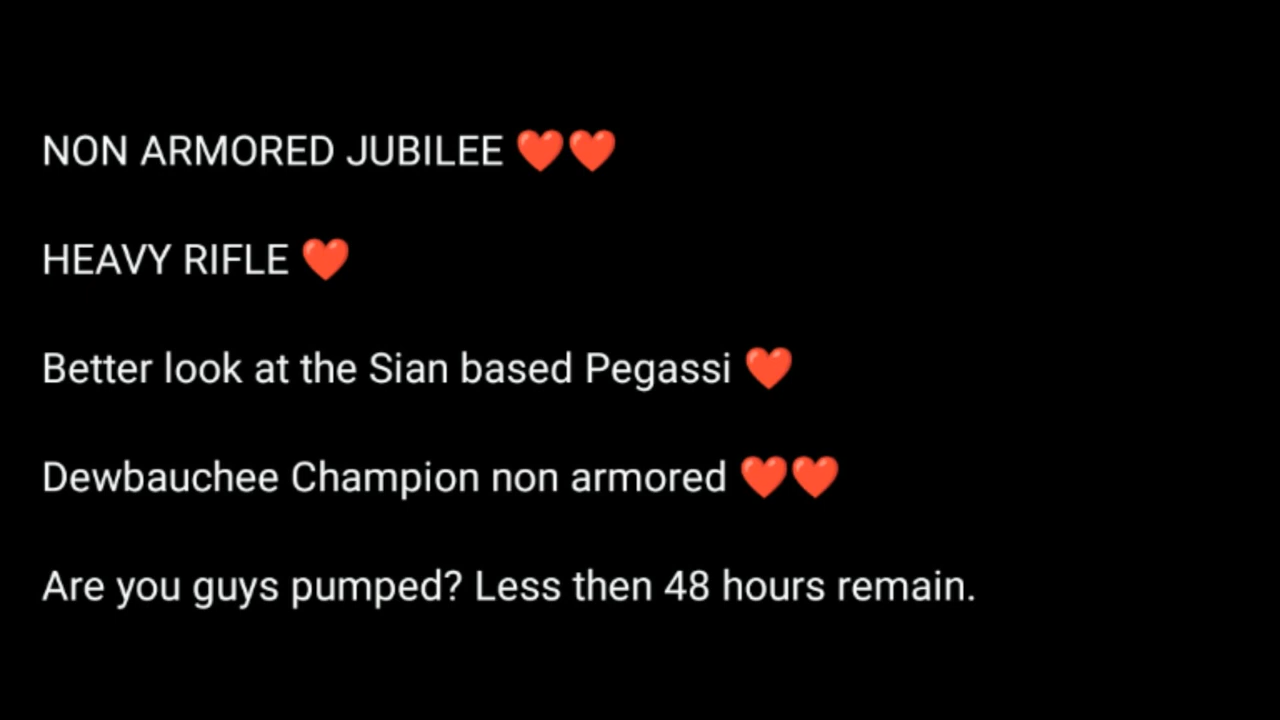 NON ARMORED JUBILEE ❤️❤️
HEAVY RIFLE ❤️
Better look at the Sian based Pegassi ❤️
Dewbauchee Champion non armored ❤️❤️
Are you guys pumped? Less then 48 hours remain.